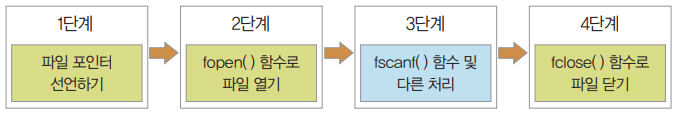 1단계
파일 포인터
선언하기
2단계
fopen( ) 함수로
파일 열기
3단계
fscanf( ) 함수 및
다른 처리
4단계
fclose( ) 함수로
파일 닫기